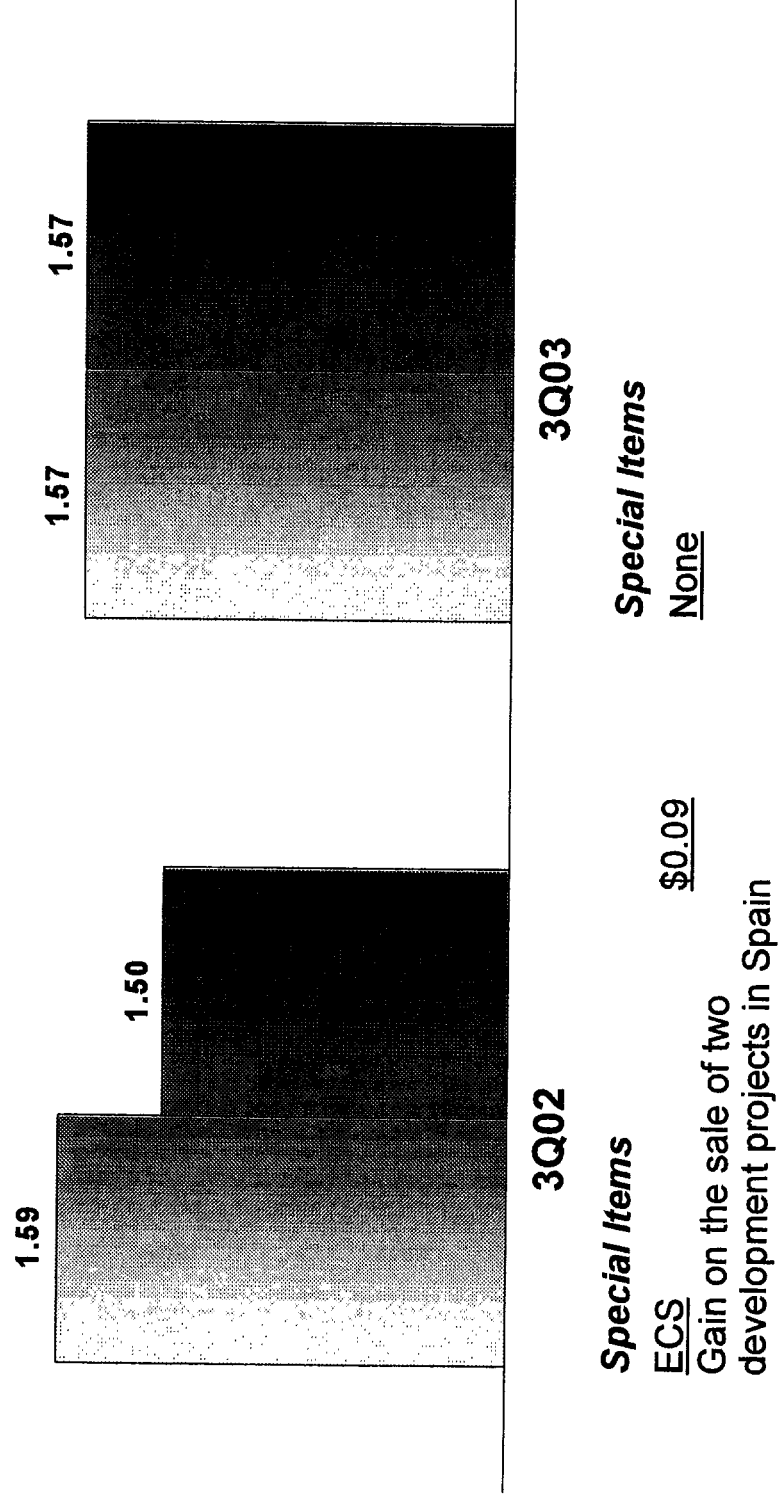 1.59
1.50
1.57
1.57
3Q02
3Q03
Special Items
ECS $0.09
Gain on the sale of two
development projects in Spain
Special Items
None